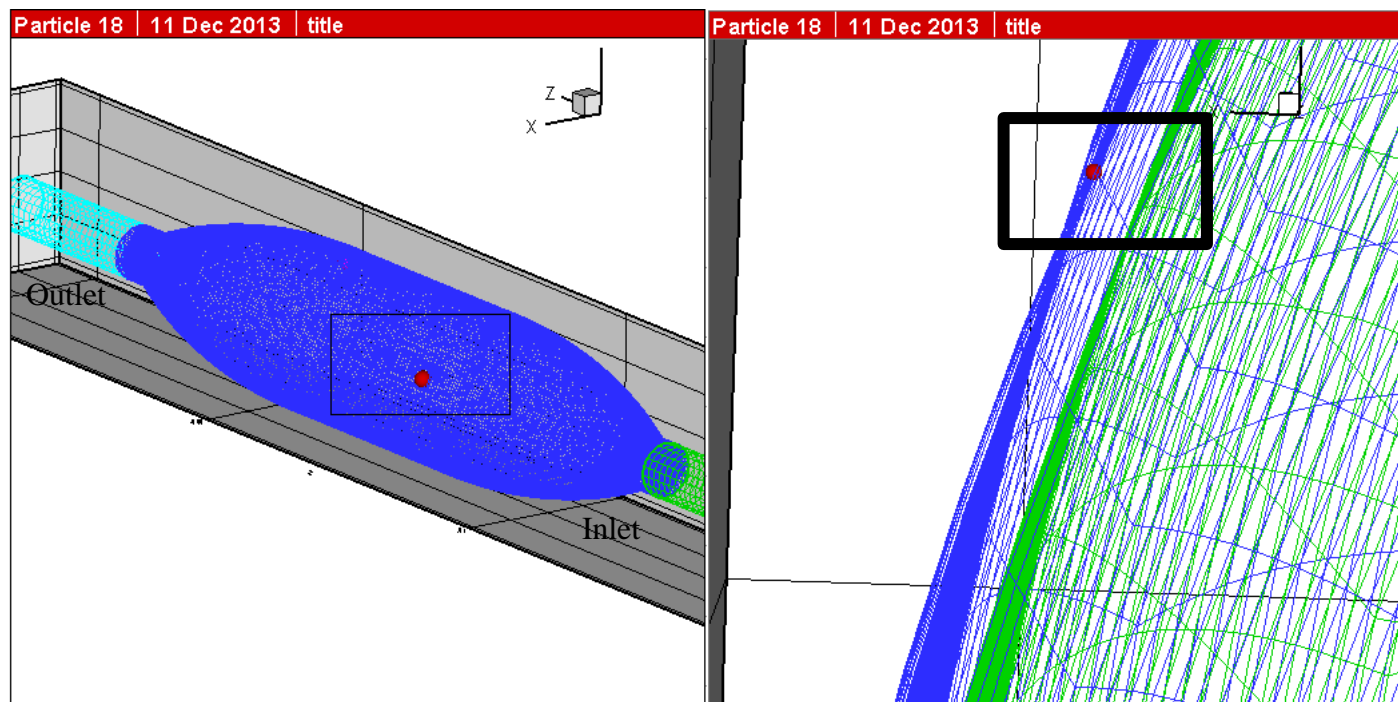 Particle 18 | 11 Dec 2013 | title
Z
X
Outlet
Inlet
Particle 18 | 11 Dec 2013 | title